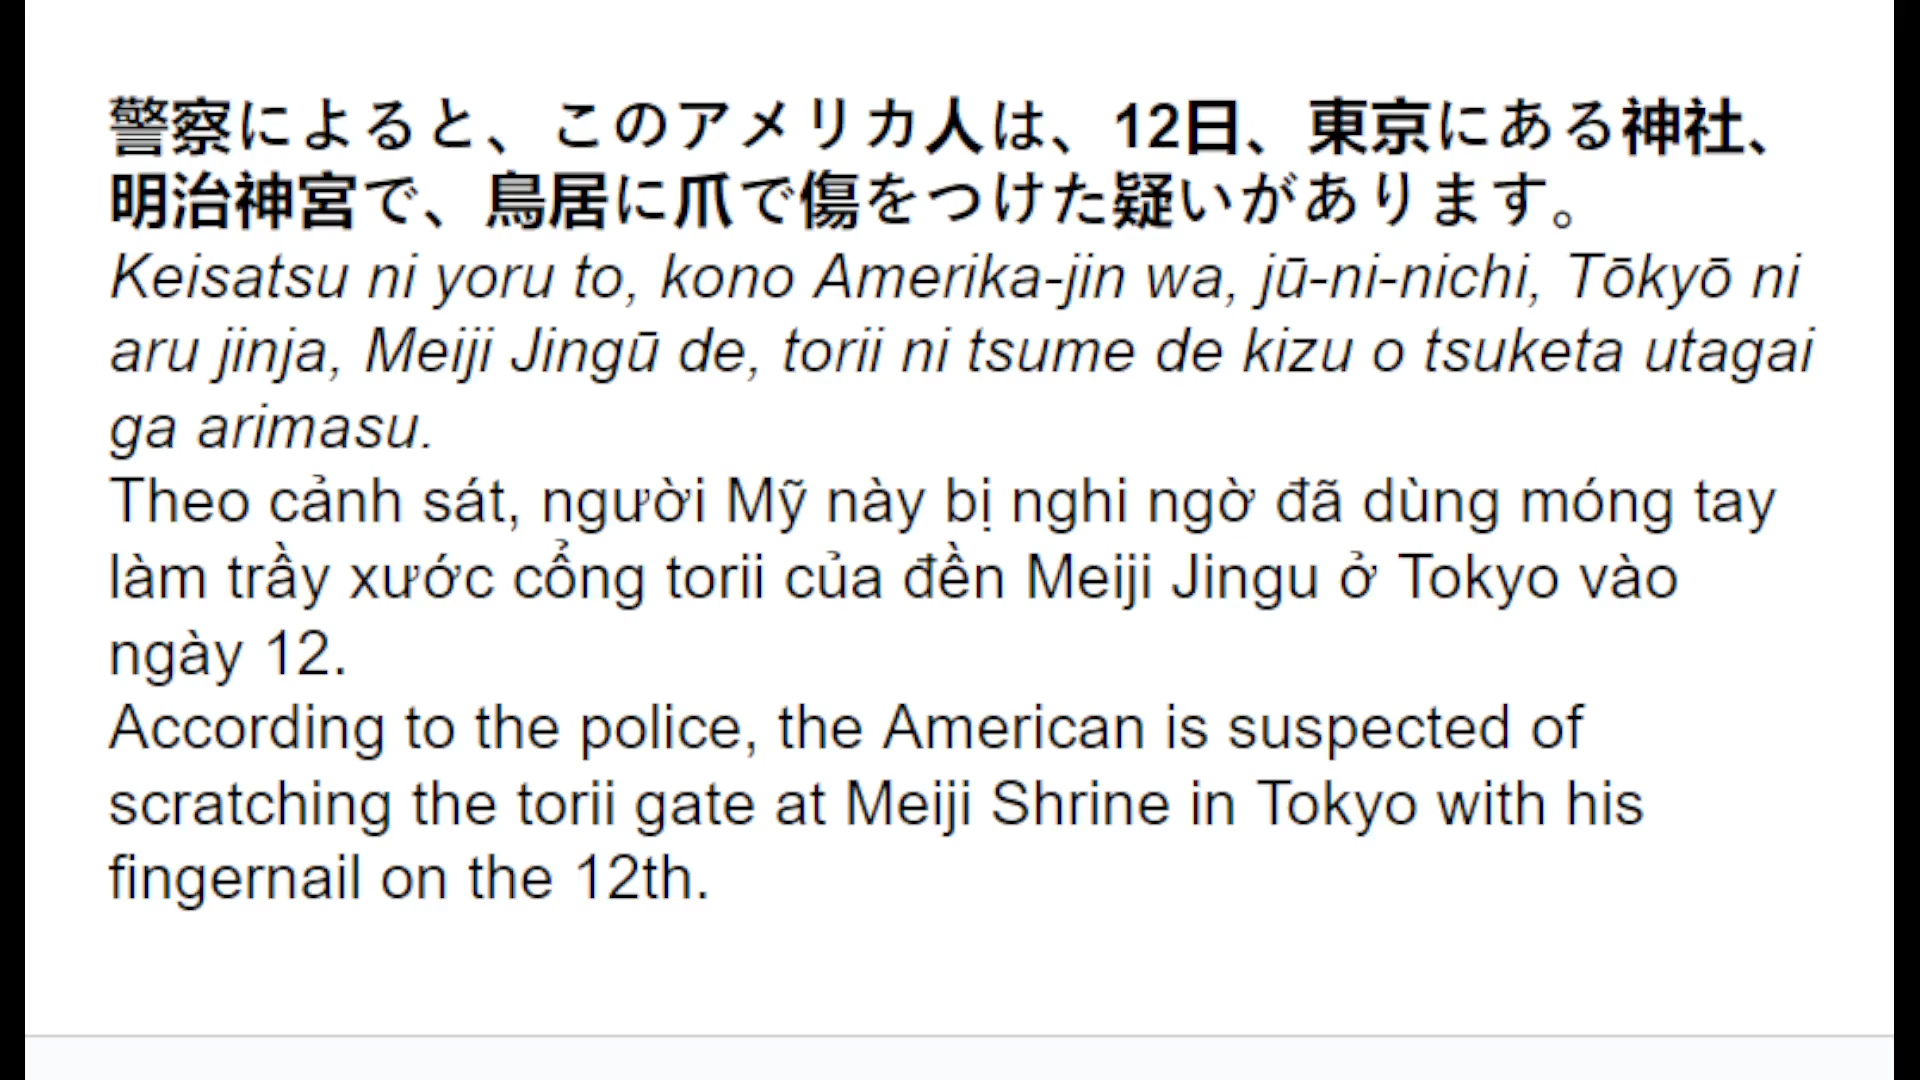 警察によると、このアメリカ人は、12日、東京にある神社、
明治神宮で、鳥居に爪で傷をつけた疑いがあります。
Keisatsu ni yoru to, kono Amerika-jin wa, jū-ni-nichi, Tōkyō ni
aru jinja, Meiji Jingū de, torii ni tsume de kizu o tsuketa utagai
ga arimasu.
Theo cảnh sát, người Mỹ này bị nghi ngờ đã dùng móng tay
làm trầy xước cổng torii của đền Meiji Jingu ở Tokyo vào
ngày 12.
According to the police, the American is suspected of
scratching the torii gate at Meiji Shrine in Tokyo with his
fingernail on the 12th.